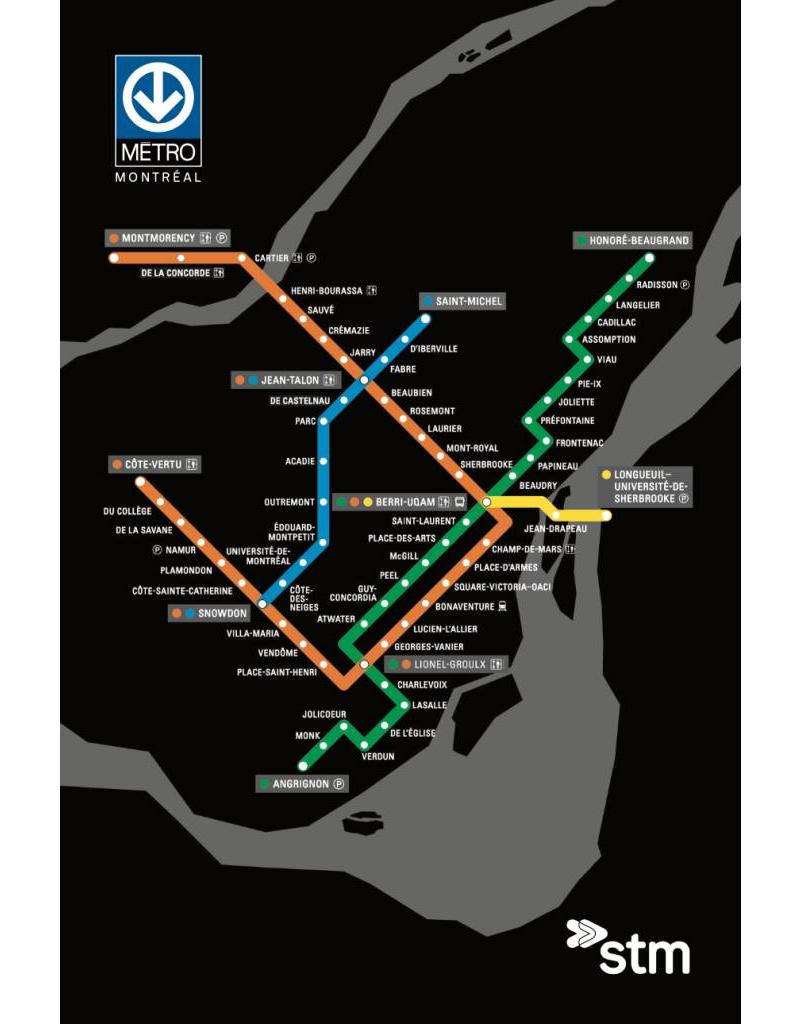 MÉTRO
MONTRÉAL
MONTMORENCY P
HONORÉ-BEAUGRAND
DE LA CONCORDE
CARTIER P
RADISSON P
HENRI-BOURASSA
SAINT-MICHEL
LANGELIER
SAUVÉ
CADILLAC
CRÉMAZIE
ASSOMPTION
D'IBERVILLE
JARRY
VIAU
FABRE
JEAN-TALON
PIE-IX
BEAUBIEN
DE CASTELNAU
JOLIETTE
ROSEMONT
PARC
PRÉFONTAINE
LAURIER
FRONTENAC
MONT-ROYAL
ACADIE
CÔTE-VERTU
SHERBROOKE
PAPINEAU
LONGUEUIL–
UNIVERSITÉ-DE-
SHERBROOKE P
BEAUDRY
OUTREMONT
BERRI-UQAM
DU COLLÈGE
SAINT-LAURENT
JEAN-DRAPEAU
DE LA SAVANE
ÉDOUARD-
MONTPETIT
PLACE-DES-ARTS
P NAMUR
UNIVERSITÉ-DE-
MONTRÉAL
McGILL
CHAMP-DE-MARS
PLAMONDON
PLACE-D'ARMES
PEEL
CÔTE-SAINTE-CATHERINE
CÔTE-
DES-
NEIGES
GUY-
CONCORDIA
SQUARE-VICTORIA–OACI
SNOWDON
BONAVENTURE
ATWATER
VILLA-MARIA
LUCIEN-L'ALLIER
VENDÔME
GEORGES-VANIER
PLACE-SAINT-HENRI
LIONEL-GROULX
CHARLEVOIX
LASALLE
JOLICOEUR
MONK
DE L'ÉGLISE
VERDUN
ANGRIGNON P
stm